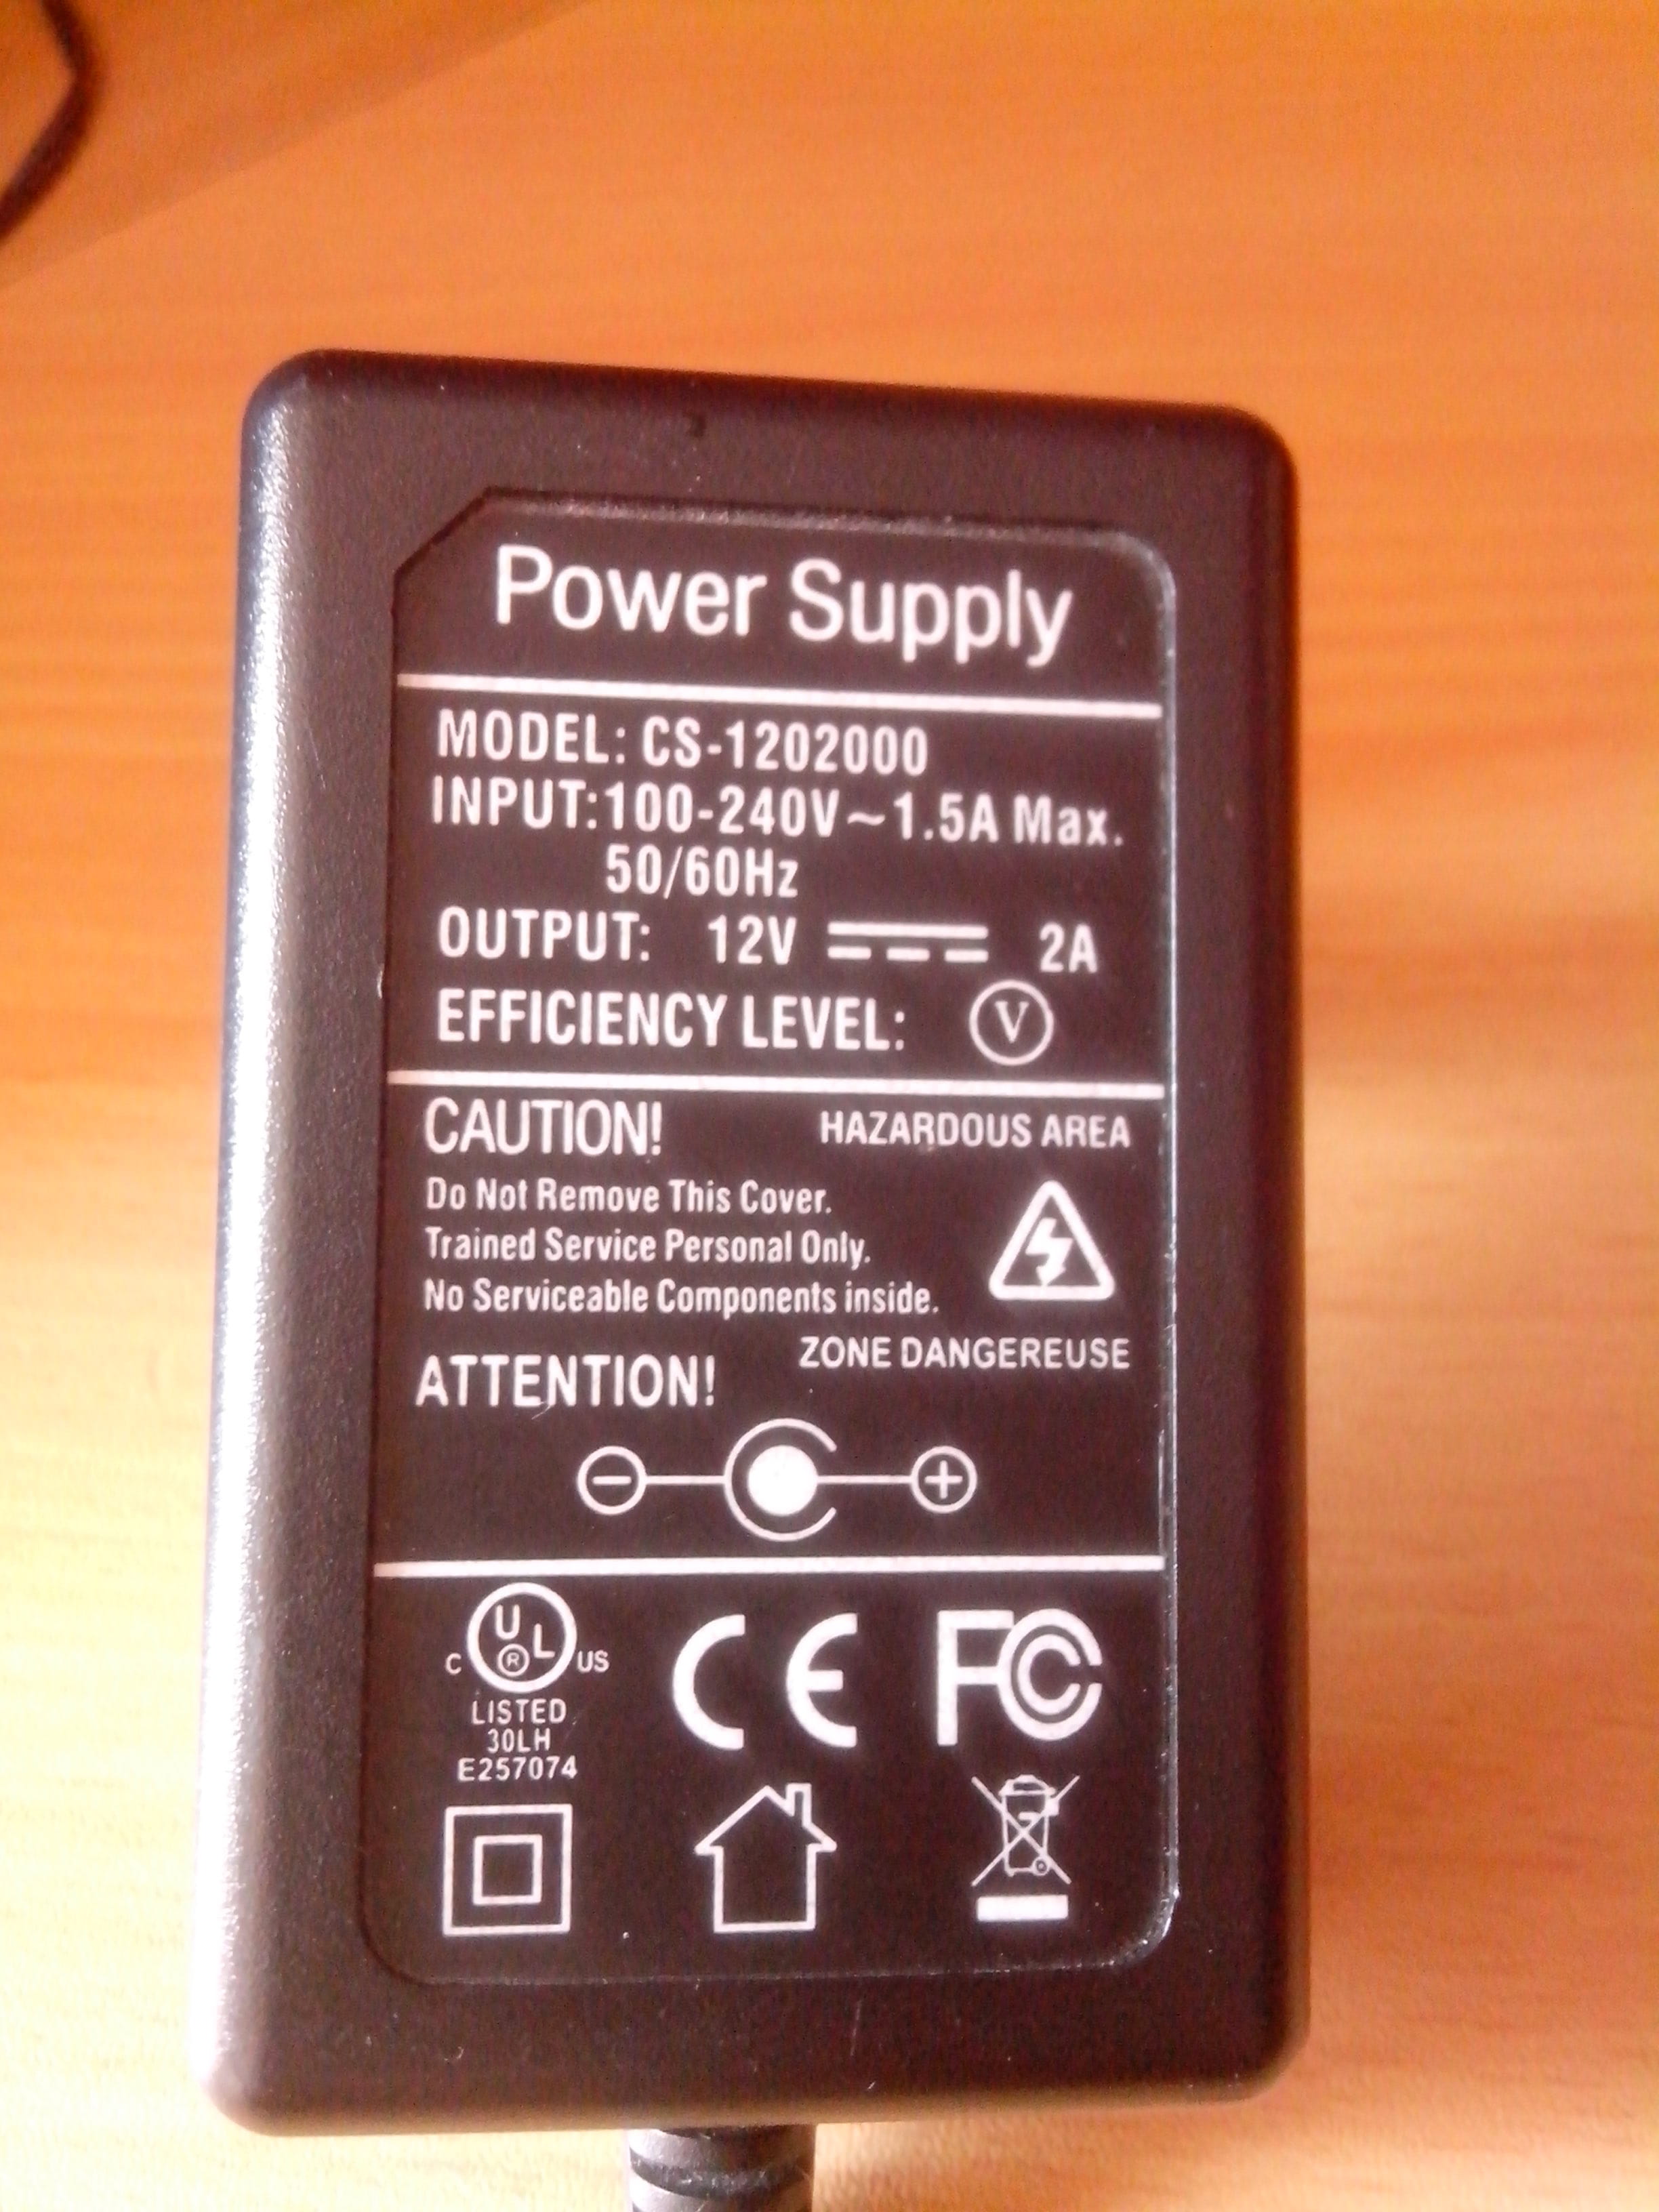 Power Supply
MODEL: CS-1202000
INPUT:100-240V~1.5A Max.
50/60Hz
OUTPUT: 12V ⎓ 2A
EFFICIENCY LEVEL: Ⓥ
CAUTION!
HAZARDOUS AREA
Do Not Remove This Cover.
Trained Service Personal Only.
No Serviceable Components inside.
ZONE DANGEREUSE
ATTENTION!
C UL ® US
LISTED
30LH
E257074
CE
FC